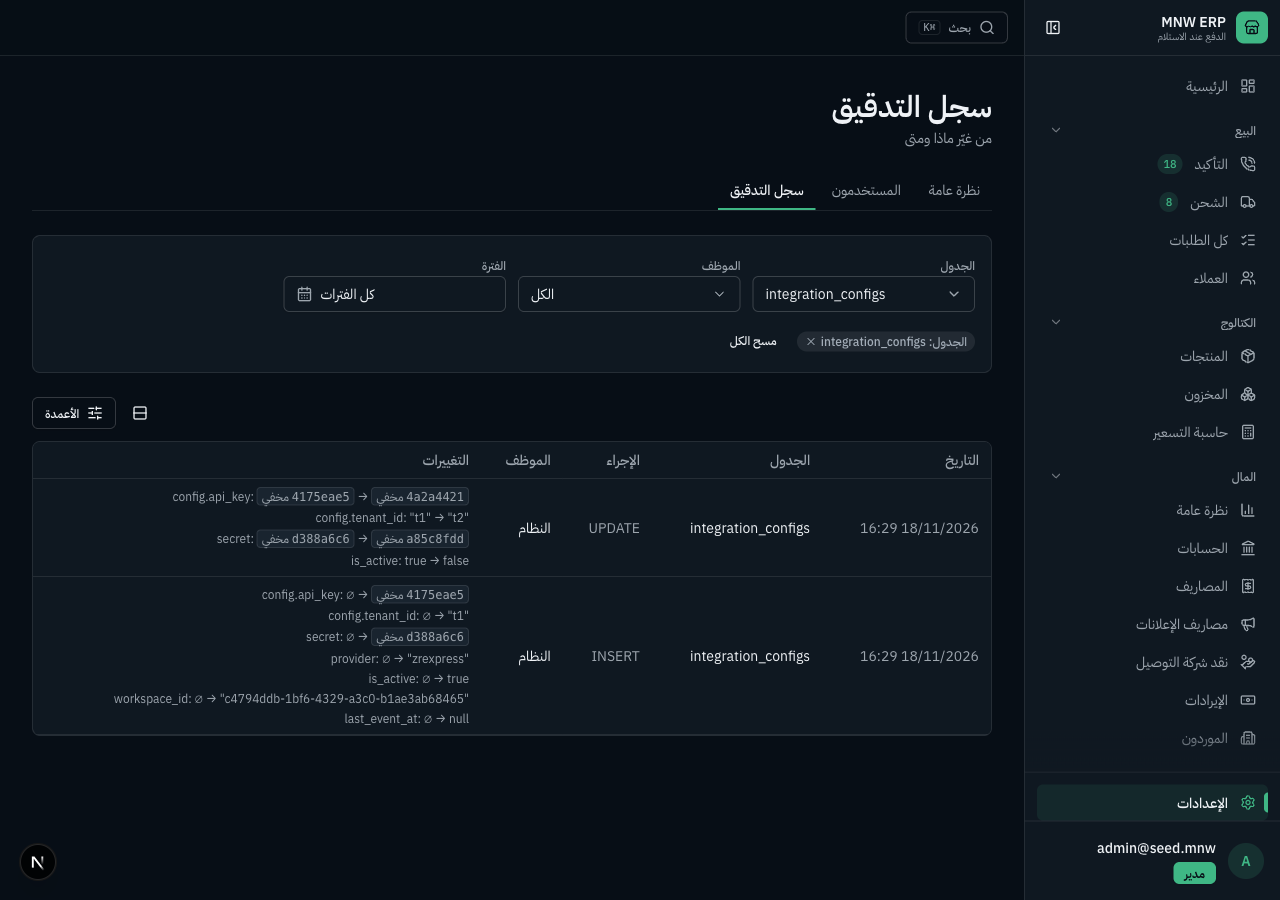 MNW ERP
الدفع عند الاستلام
بحث ⌘K
الرئيسية
البيع
التأكيد 18
الشحن 8
كل الطلبات
العملاء
الكتالوج
المنتجات
المخزون
حاسبة التسعير
المال
نظرة عامة
الحسابات
المصاريف
مصاريف الإعلانات
نقد شركة التوصيل
الإيرادات
الموردون
الإعدادات
admin@seed.mnw
مدير
A
سجل التدقيق
من غيّر ماذا ومتى
نظرة عامة المستخدمون سجل التدقيق
الجدول الموظف الفترة
integration_configs الكل كل الفترات
الجدول: integration_configs مسح الكل
الأعمدة
التاريخ الجدول الإجراء الموظف التغييرات
18/11/2026 16:29 integration_configs UPDATE النظام
config.api_key: 4175eae5 مخفي → 4a2a4421 مخفي
config.tenant_id: "t1" → "t2"
secret: d388a6c6 مخفي → a85c8fdd مخفي
is_active: true → false
18/11/2026 16:29 integration_configs INSERT النظام
config.api_key: ∅ → 4175eae5 مخفي
config.tenant_id: ∅ → "t1"
secret: ∅ → d388a6c6 مخفي
provider: ∅ → "zrexpress"
is_active: ∅ → true
workspace_id: ∅ → "c4794ddb-1bf6-4329-a3c0-b1ae3ab68465"
last_event_at: ∅ → null
N